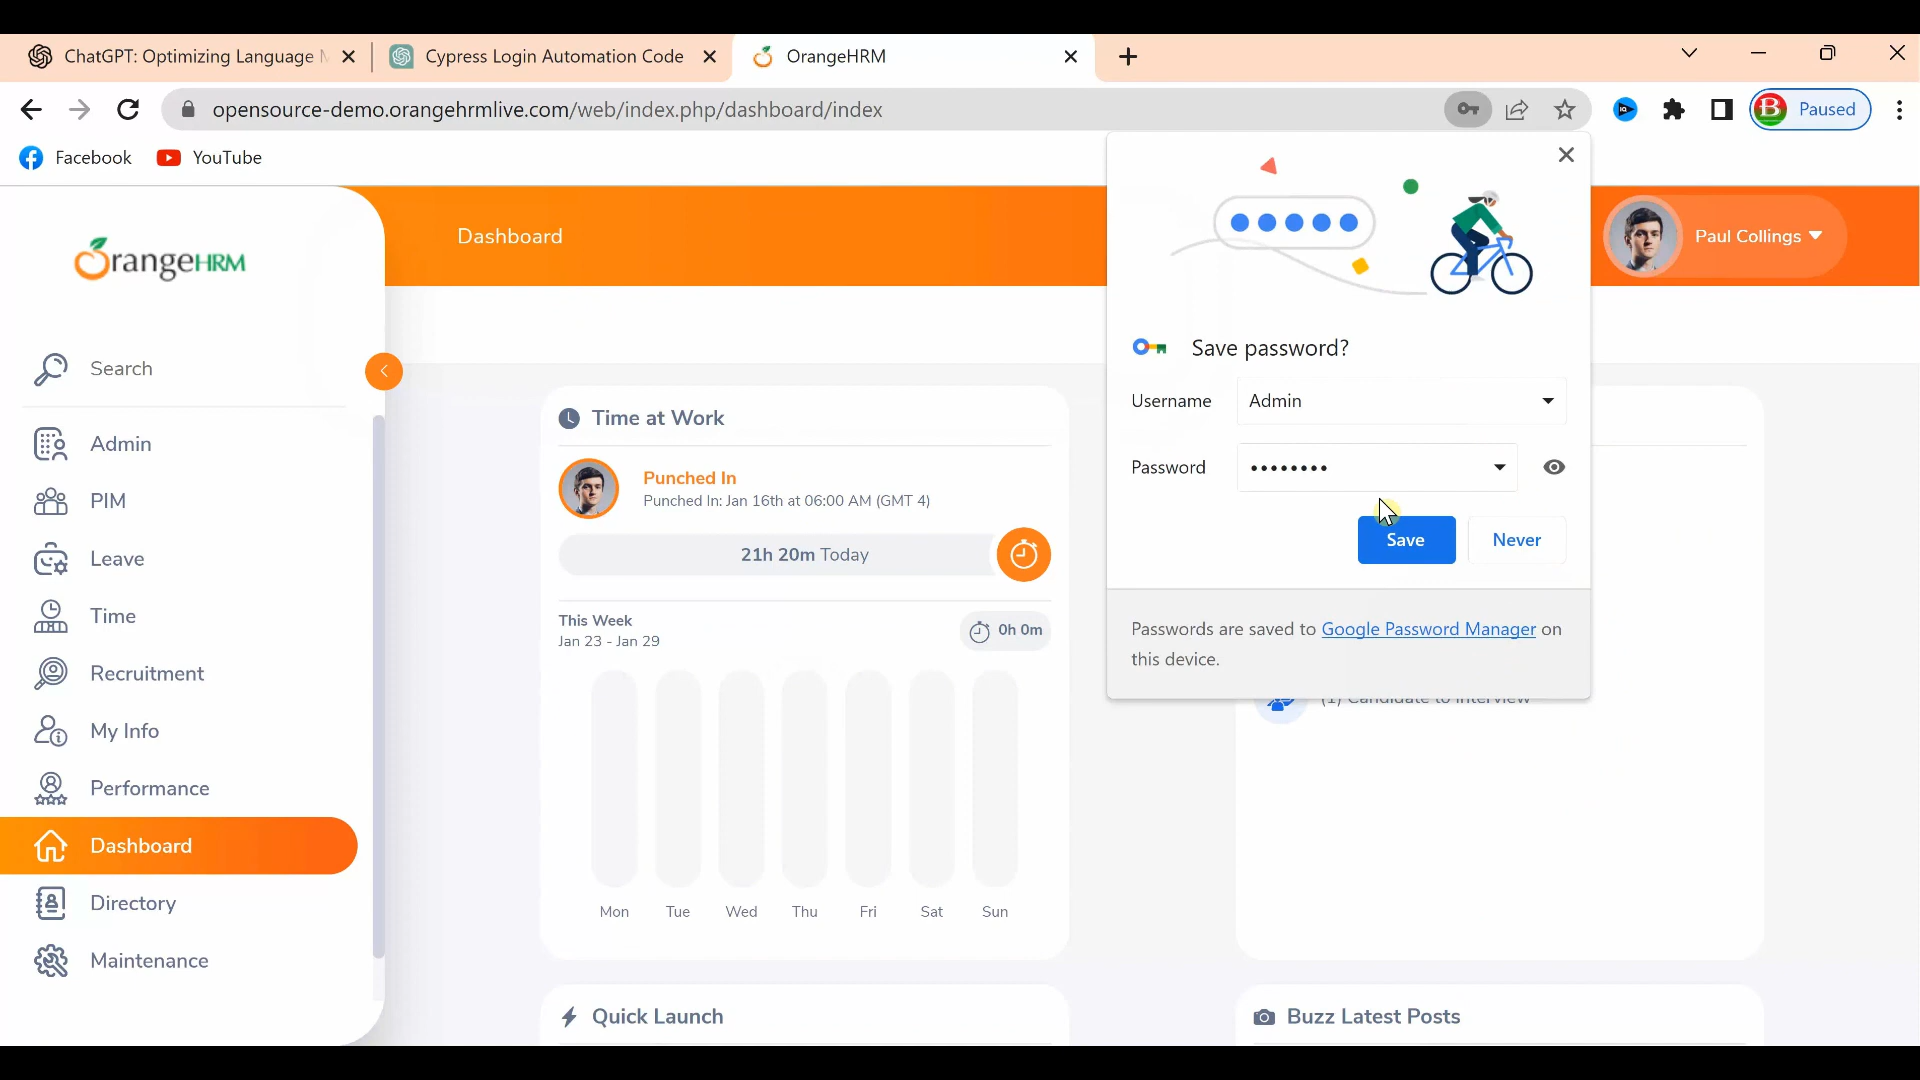 ChatGPT: Optimizing Language
Cypress Login Automation Code
OrangeHRM
opensource-demo.orangehrmlive.com/web/index.php/dashboard/index
Paused
Facebook
YouTube
OrangeHRM
Dashboard
Paul Collings
Save password?
Username
Admin
Password
••••••••
Save
Never
Passwords are saved to Google Password Manager on
this device.
Search
Admin
PIM
Leave
Time
Recruitment
My Info
Performance
Dashboard
Directory
Maintenance
Time at Work
Punched In
Punched In: Jan 16th at 06:00 AM (GMT 4)
21h 20m Today
This Week
Jan 23 - Jan 29
0h 0m
Mon
Tue
Wed
Thu
Fri
Sat
Sun
(1) Candidate to Interview
Quick Launch
Buzz Latest Posts